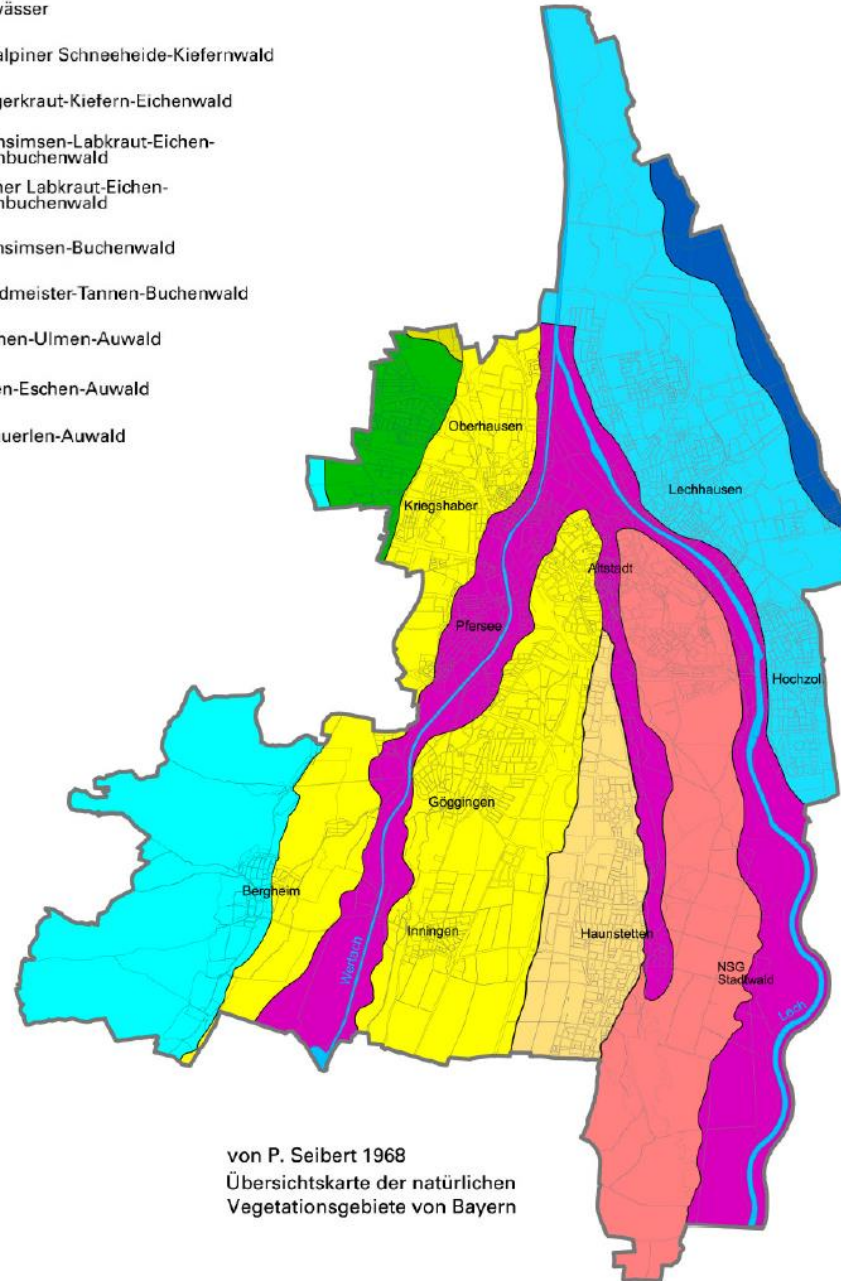 wässer
alpiner Schneeheide-Kiefernwald
gerkraut-Kiefern-Eichenwald
nsimsen-Labkraut-Eichen-
nbuchenwald
ner Labkraut-Eichen-
nbuchenwald
nsimsen-Buchenwald
dmeister-Tannen-Buchenwald
hen-Ulmen-Auwald
en-Eschen-Auwald
uerlen-Auwald
Oberhausen
Lechhausen
Kriegshaber
Altstadt
Pfersee
Hochzol
Göggingen
Bergheim
Inningen
Haunstetten
Wertach
NSG
Stadtwald
Lech
von P. Seibert 1968
Übersichtskarte der natürlichen
Vegetationsgebiete von Bayern